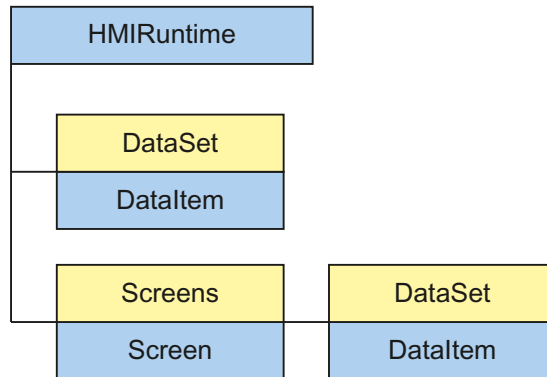 HMIRuntime
DataSet
DataItem
Screens
DataSet
Screen
DataItem